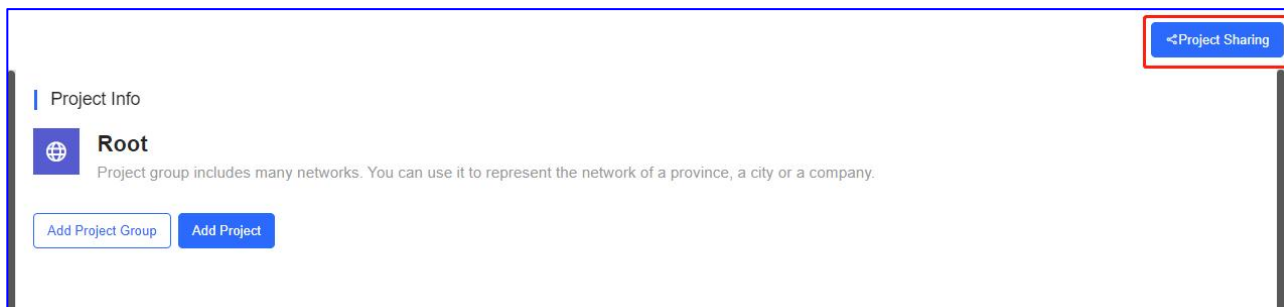 Project Sharing
Project Info
Root
Project group includes many networks. You can use it to represent the network of a province, a city or a company.
Add Project Group Add Project